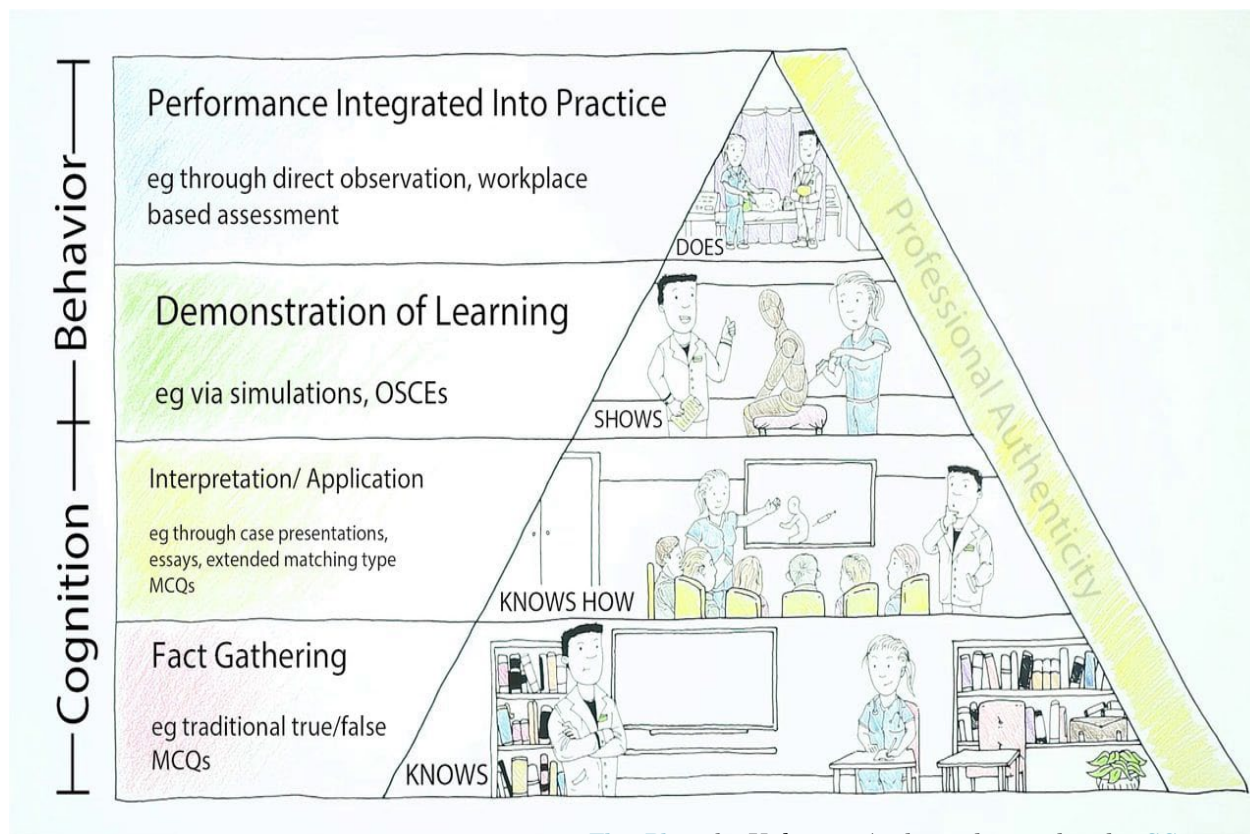 Performance Integrated Into Practice
eg through direct observation, workplace
based assessment
DOES
Demonstration of Learning
eg via simulations, OSCEs
SHOWS
Interpretation/ Application
eg through case presentations,
essays, extended matching type
MCQs
KNOWS HOW
Fact Gathering
eg traditional true/false
MCQs
KNOWS
Behavior
Cognition
Professional Authenticity